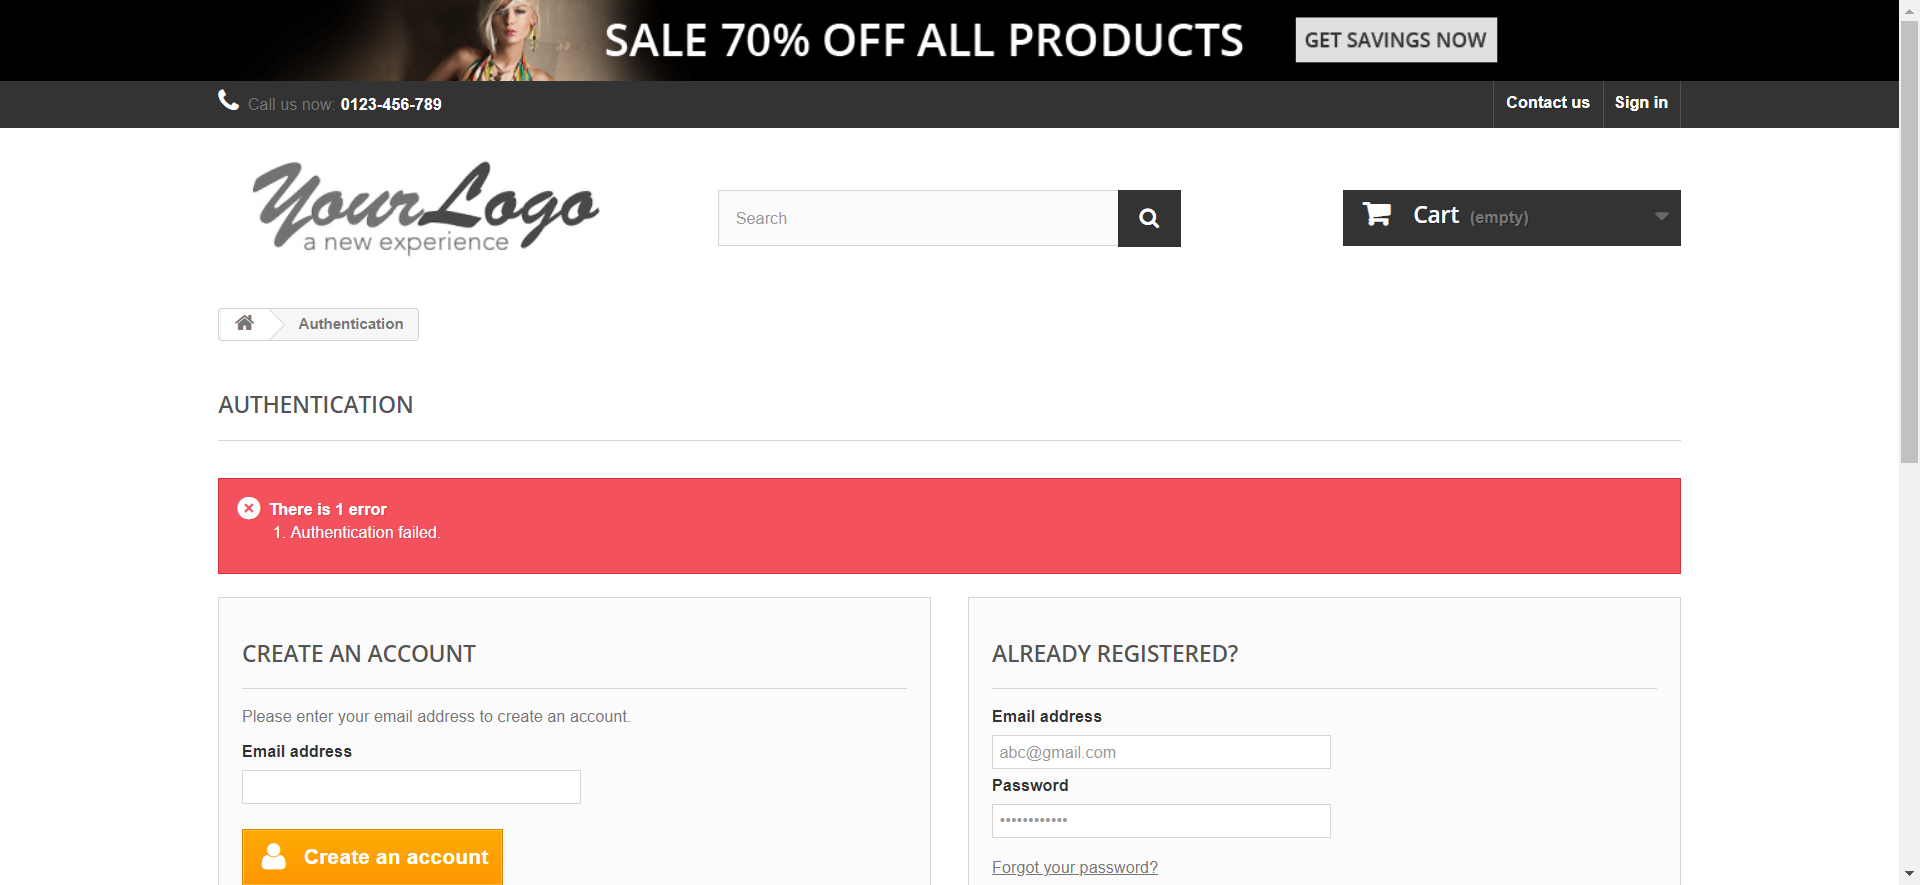 SALE 70% OFF ALL PRODUCTS GET SAVINGS NOW
Call us now: 0123-456-789 Contact us Sign in
YourLogo
a new experience
Search
Cart (empty)
Authentication
AUTHENTICATION
There is 1 error
1. Authentication failed.
CREATE AN ACCOUNT
Please enter your email address to create an account.
Email address
Create an account
ALREADY REGISTERED?
Email address
abc@gmail.com
Password
••••••••••••
Forgot your password?